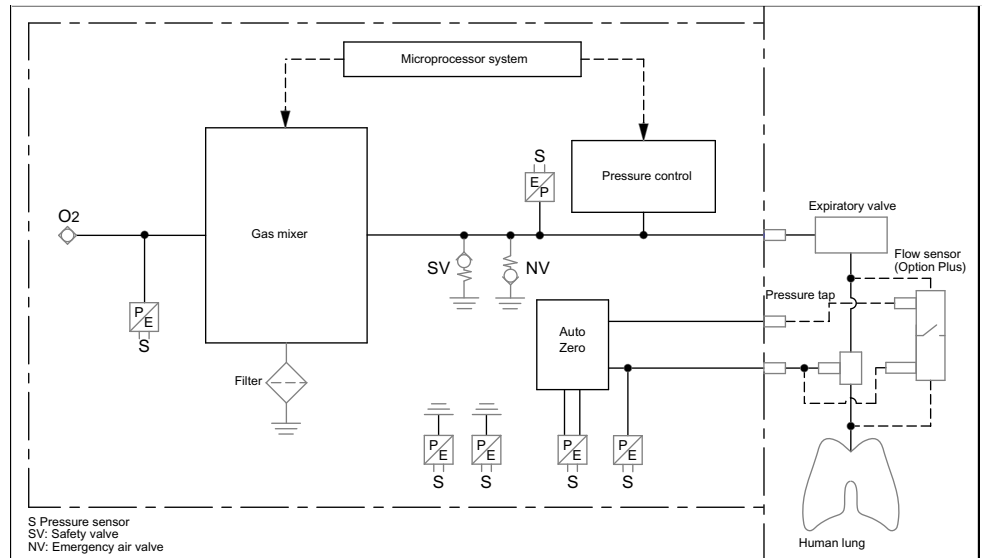 Microprocessor system
S
E
P
Pressure control
O2
Gas mixer
Expiratory valve
SV
NV
Flow sensor
(Option Plus)
Pressure tap
P
E
S
Auto
Zero
Filter
P
E
S
P
E
S
P
E
S
P
E
S
S Pressure sensor
SV: Safety valve
NV: Emergency air valve
Human lung